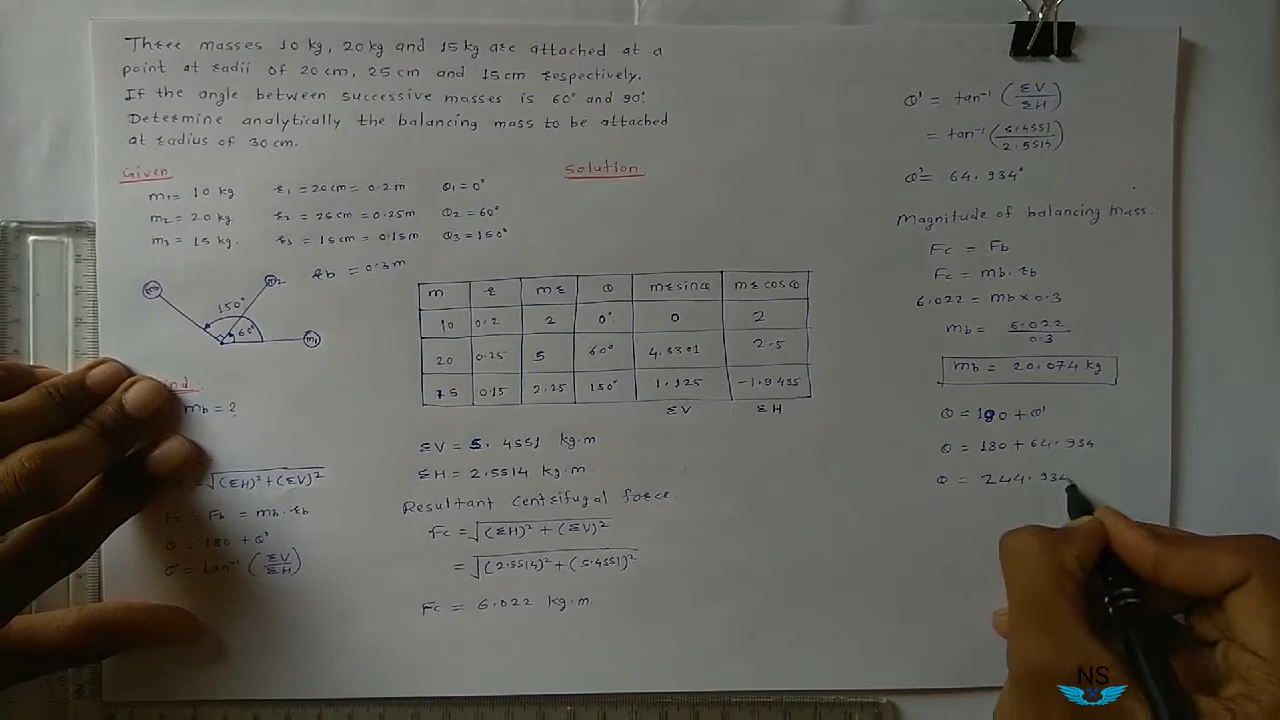 Three masses 10 kg, 20 kg and 15 kg are attached at a
point at radii of 20 cm, 25 cm and 15 cm respectively.
If the angle between successive masses is 60° and 90°.
Determine analytically the balancing mass to be attached
at radius of 30 cm.
Given
m1 = 10 kg r1 = 20 cm = 0.2 m θ1 = 0°
m2 = 20 kg r2 = 25 cm = 0.25 m θ2 = 60°
m3 = 15 kg. r3 = 15 cm = 0.15 m θ3 = 150°
rb = 0.3 m
m2
150°
60°
m1
ind.
mb = ?
= √(ΣH)² + (ΣV)²
Fc = Fb = mb. rb
θ = 180 + θ'
θ' = tan⁻¹ (ΣV/ΣH)
Solution
m r mr θ mr sinθ mr cosθ
10 0.2 2 0° 0 2
20 0.25 5 60° 4.3301 2.5
15 0.15 2.25 150° 1.125 -1.9485
ΣV ΣH
ΣV = 5.4551 kg.m
ΣH = 2.5514 kg.m
Resultant centrifugal force.
Fc = √(ΣH)² + (ΣV)²
= √(2.5514)² + (5.4551)²
Fc = 6.022 kg.m.
θ' = tan⁻¹ (ΣV/ΣH)
= tan⁻¹ (5.4551/2.5514)
θ' = 64.934°
Magnitude of balancing mass.
Fc = Fb
Fc = mb. rb
6.022 = mb × 0.3
mb = 6.022/0.3
mb = 20.074 kg
θ = 180 + θ'
θ = 180 + 64.934
θ = 244.934
NS